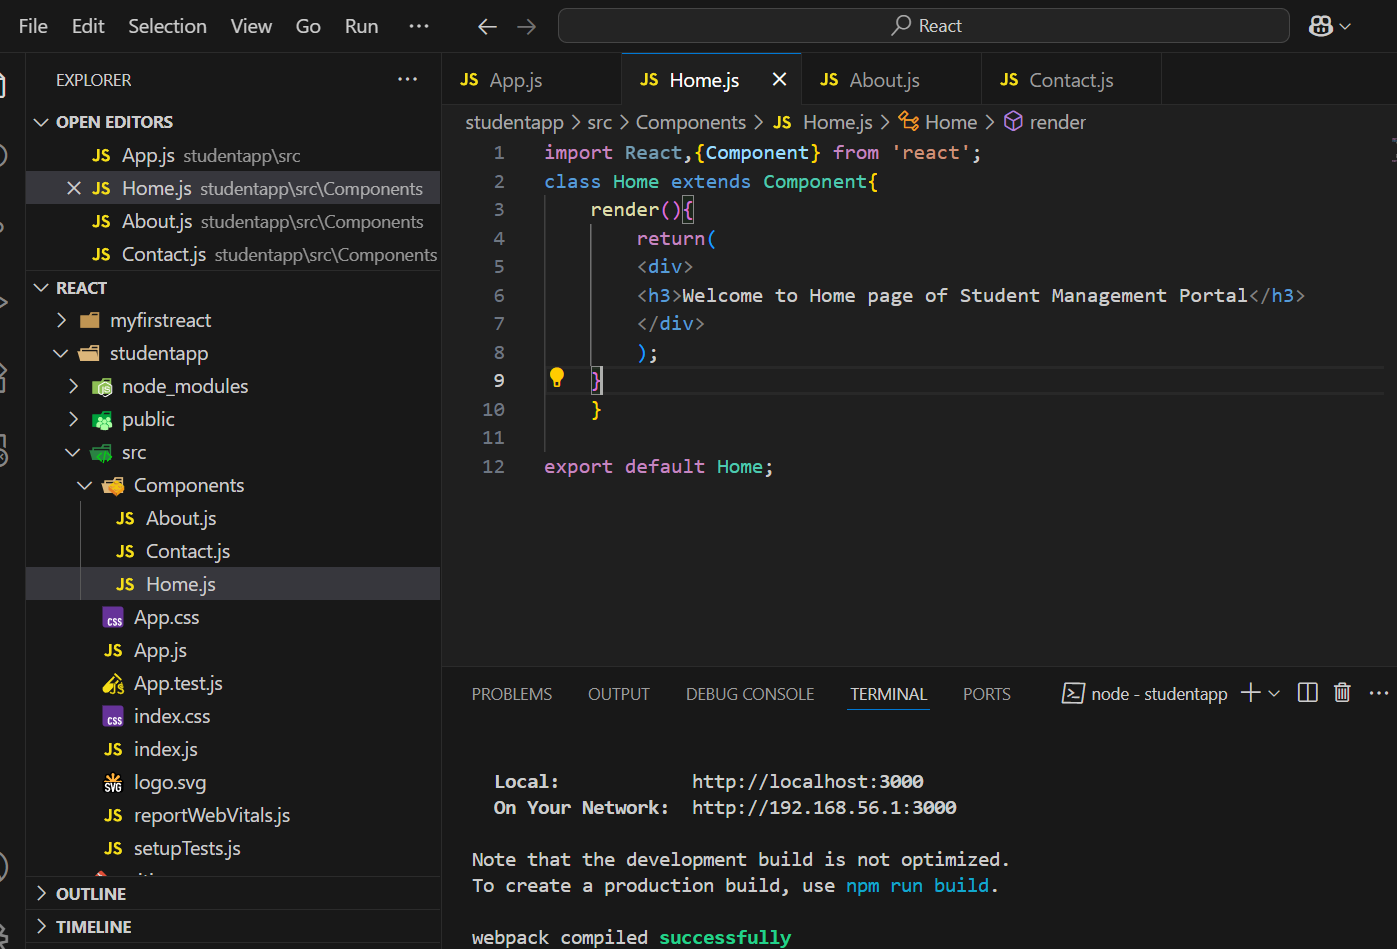 File Edit Selection View Go Run ··· ← → React
EXPLORER ···
OPEN EDITORS
JS App.js studentapp\src
JS Home.js studentapp\src\Components
JS About.js studentapp\src\Components
JS Contact.js studentapp\src\Components
REACT
myfirstreact
studentapp
node_modules
public
src
Components
JS About.js
JS Contact.js
JS Home.js
css App.css
JS App.js
App.test.js
css index.css
JS index.js
SVG logo.svg
JS reportWebVitals.js
JS setupTests.js
OUTLINE
TIMELINE
JS App.js JS Home.js JS About.js JS Contact.js
studentapp > src > Components > JS Home.js > Home > render
1 import React,{Component} from 'react';
2 class Home extends Component{
3 render(){
4 return(
5 <div>
6 <h3>Welcome to Home page of Student Management Portal</h3>
7 </div>
8 );
9 }
10 }
11
12 export default Home;
PROBLEMS OUTPUT DEBUG CONSOLE TERMINAL PORTS node - studentapp ···
Local: http://localhost:3000
On Your Network: http://192.168.56.1:3000
Note that the development build is not optimized.
To create a production build, use npm run build.
webpack compiled successfully